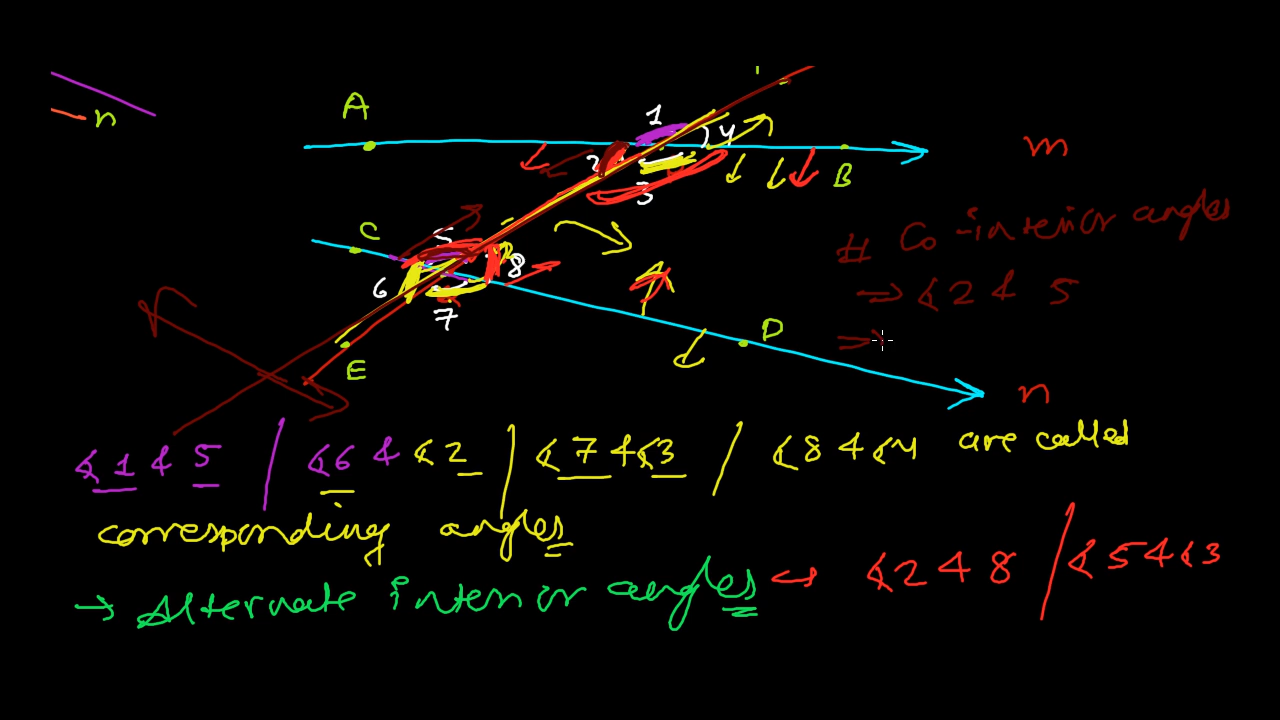 n
A
1
4
2
3
B
m
C
5
6
8
7
E
D
n
# Co-interior angles
⇒ ∡2 & 5
⇒
∡1 & 5 / ∡6 & ∡2 / ∡7 & ∡3 / ∡8 & ∡4 are called
corresponding angles
→ Alternate interior angles ⇔ ∡2 & 8 / ∡5 & ∡3